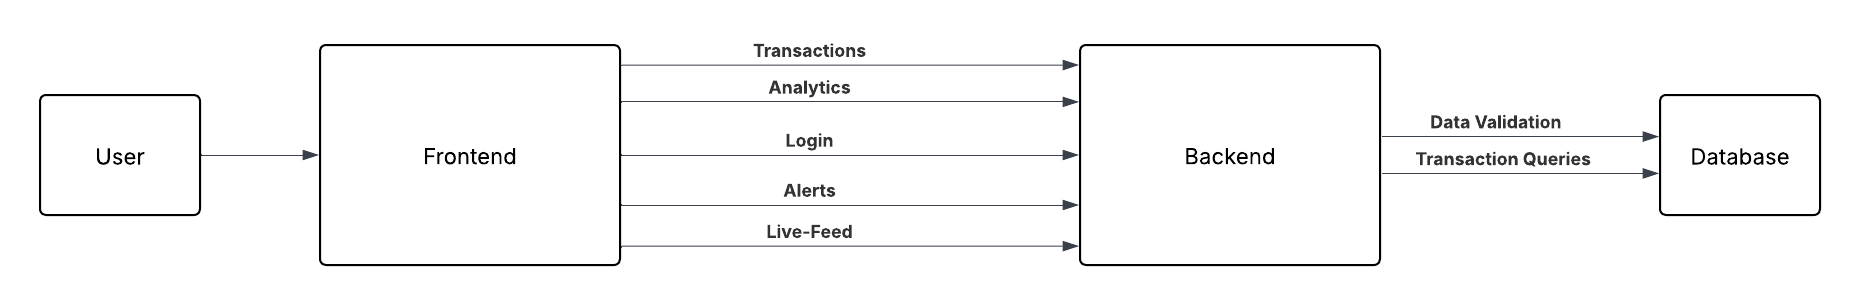 User
Frontend
Transactions
Analytics
Login
Alerts
Live-Feed
Backend
Data Validation
Transaction Queries
Database